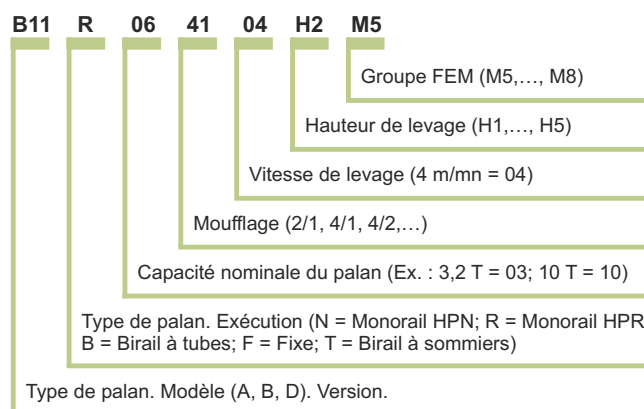 B11 R 06 41 04 H2 M5
Groupe FEM (M5,…, M8)
Hauteur de levage (H1,…, H5)
Vitesse de levage (4 m/mn = 04)
Moufflage (2/1, 4/1, 4/2,…)
Capacité nominale du palan (Ex. : 3,2 T = 03; 10 T = 10)
Type de palan. Exécution (N = Monorail HPN; R = Monorail HPR
B = Birail à tubes; F = Fixe; T = Birail à sommiers)
Type de palan. Modèle (A, B, D). Version.